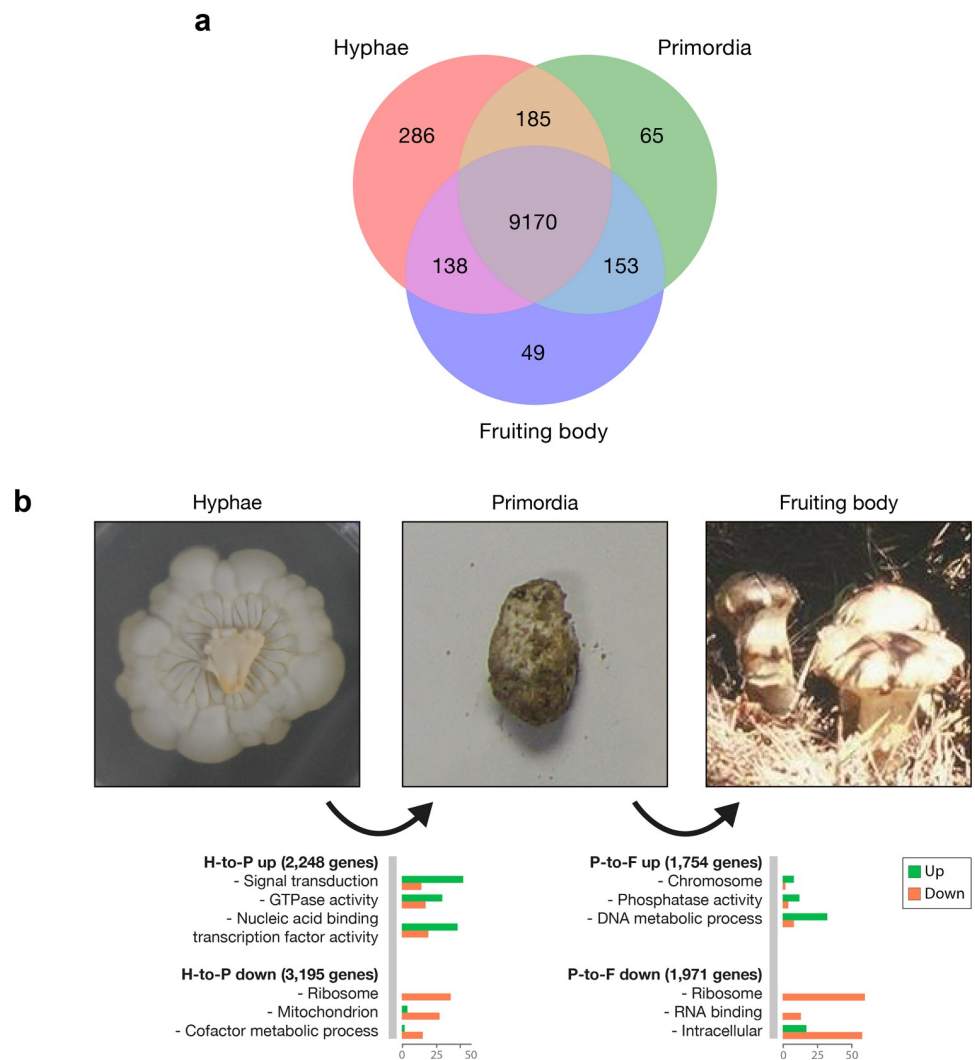 a
Hyphae
Primordia
286
185
65
9170
138
153
49
Fruiting body
b
Hyphae
Primordia
Fruiting body
H-to-P up (2,248 genes)
- Signal transduction
- GTPase activity
- Nucleic acid binding
transcription factor activity
H-to-P down (3,195 genes)
- Ribosome
- Mitochondrion
- Cofactor metabolic process
0 25 50
P-to-F up (1,754 genes)
- Chromosome
- Phosphatase activity
- DNA metabolic process
P-to-F down (1,971 genes)
- Ribosome
- RNA binding
- Intracellular
0 25 50
Up
Down